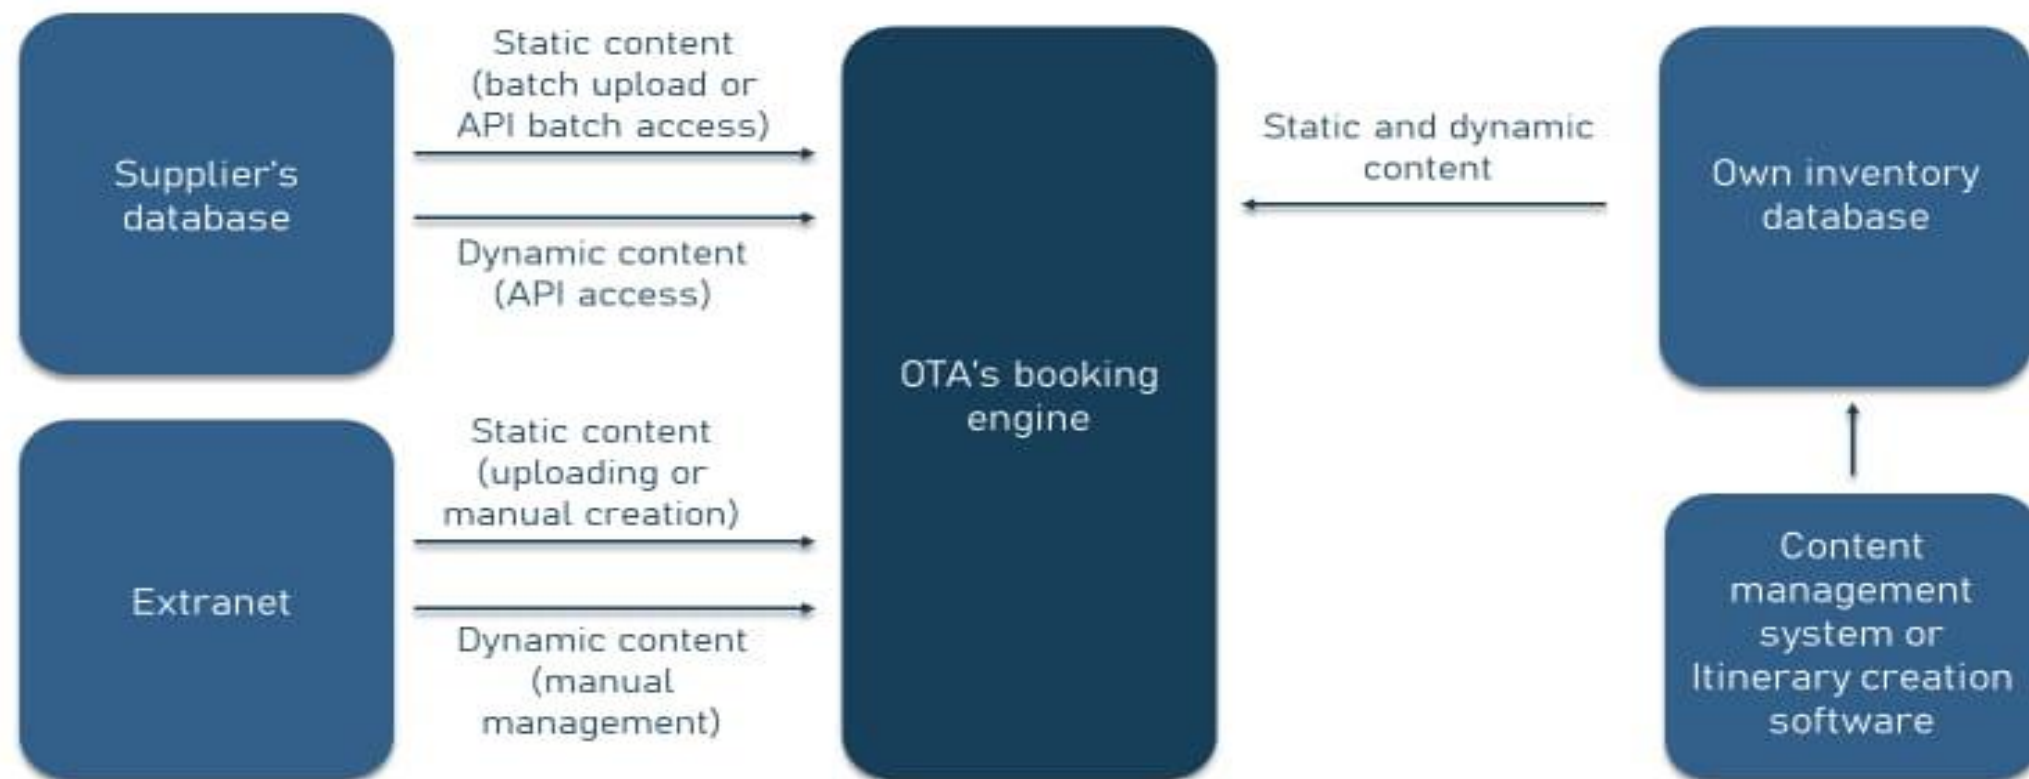 Supplier's
database
Static content
(batch upload or
API batch access)
Dynamic content
(API access)
Extranet
Static content
(uploading or
manual creation)
Dynamic content
(manual
management)
OTA's booking
engine
Static and dynamic
content
Own inventory
database
Content
management
system or
Itinerary creation
software